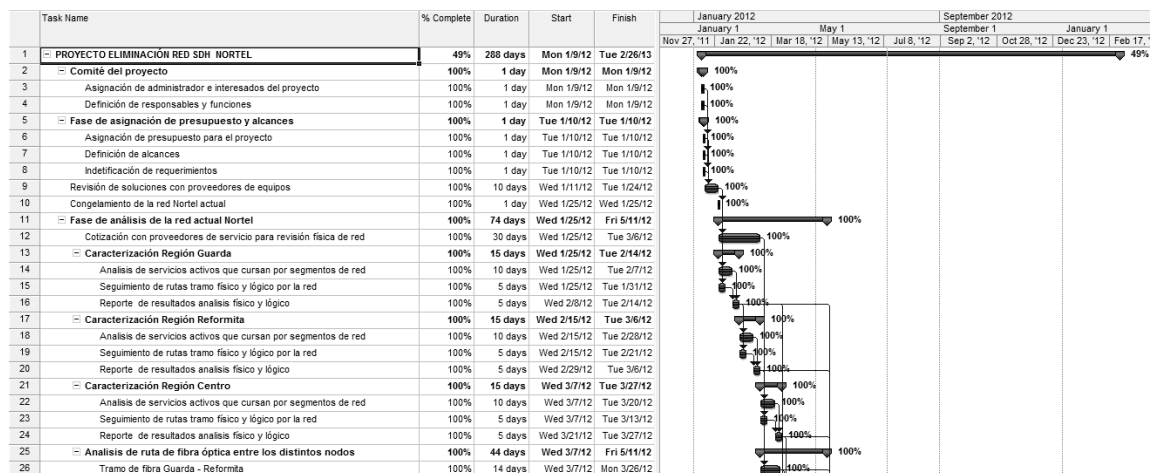 Task Name % Complete Duration Start Finish January 2012 September 2012
January 1 May 1 September 1 January 1
Nov 27, '11 Jan 22, '12 Mar 18, '12 May 13, '12 Jul 8, '12 Sep 2, '12 Oct 28, '12 Dec 23, '12 Feb 17, '
1 PROYECTO ELIMINACIÓN RED SDH NORTEL 49% 288 days Mon 1/9/12 Tue 2/26/13 49%
2 Comité del proyecto 100% 1 day Mon 1/9/12 Mon 1/9/12 100%
3 Asignación de administrador e interesados del proyecto 100% 1 day Mon 1/9/12 Mon 1/9/12 100%
4 Definición de responsables y funciones 100% 1 day Mon 1/9/12 Mon 1/9/12 100%
5 Fase de asignación de presupuesto y alcances 100% 1 day Tue 1/10/12 Tue 1/10/12 100%
6 Asignación de presupuesto para el proyecto 100% 1 day Tue 1/10/12 Tue 1/10/12 100%
7 Definición de alcances 100% 1 day Tue 1/10/12 Tue 1/10/12 100%
8 Indetificación de requerimientos 100% 1 day Tue 1/10/12 Tue 1/10/12 100%
9 Revisión de soluciones con proveedores de equipos 100% 10 days Wed 1/11/12 Tue 1/24/12 100%
10 Congelamiento de la red Nortel actual 100% 1 day Wed 1/25/12 Wed 1/25/12 100%
11 Fase de análisis de la red actual Nortel 100% 74 days Wed 1/25/12 Fri 5/11/12 100%
12 Cotización con proveedores de servicio para revisión física de red 100% 30 days Wed 1/25/12 Tue 3/6/12 100%
13 Caracterización Región Guarda 100% 15 days Wed 1/25/12 Tue 2/14/12 100%
14 Analisis de servicios activos que cursan por segmentos de red 100% 10 days Wed 1/25/12 Tue 2/7/12 100%
15 Seguimiento de rutas tramo físico y lógico por la red 100% 5 days Wed 1/25/12 Tue 1/31/12 100%
16 Reporte de resultados analisis físico y lógico 100% 5 days Wed 2/8/12 Tue 2/14/12 100%
17 Caracterización Región Reformita 100% 15 days Wed 2/15/12 Tue 3/6/12 100%
18 Analisis de servicios activos que cursan por segmentos de red 100% 10 days Wed 2/15/12 Tue 2/28/12 100%
19 Seguimiento de rutas tramo físico y lógico por la red 100% 5 days Wed 2/15/12 Tue 2/21/12 100%
20 Reporte de resultados analisis físico y lógico 100% 5 days Wed 2/29/12 Tue 3/6/12 100%
21 Caracterización Región Centro 100% 15 days Wed 3/7/12 Tue 3/27/12 100%
22 Analisis de servicios activos que cursan por segmentos de red 100% 10 days Wed 3/7/12 Tue 3/20/12 100%
23 Seguimiento de rutas tramo físico y lógico por la red 100% 5 days Wed 3/7/12 Tue 3/13/12 100%
24 Reporte de resultados analisis físico y lógico 100% 5 days Wed 3/21/12 Tue 3/27/12 100%
25 Analisis de ruta de fibra óptica entre los distintos nodos 100% 44 days Wed 3/7/12 Fri 5/11/12 100%
26 Tramo de fibra Guarda - Reformita 100% 14 days Wed 3/7/12 Mon 3/26/12 100%